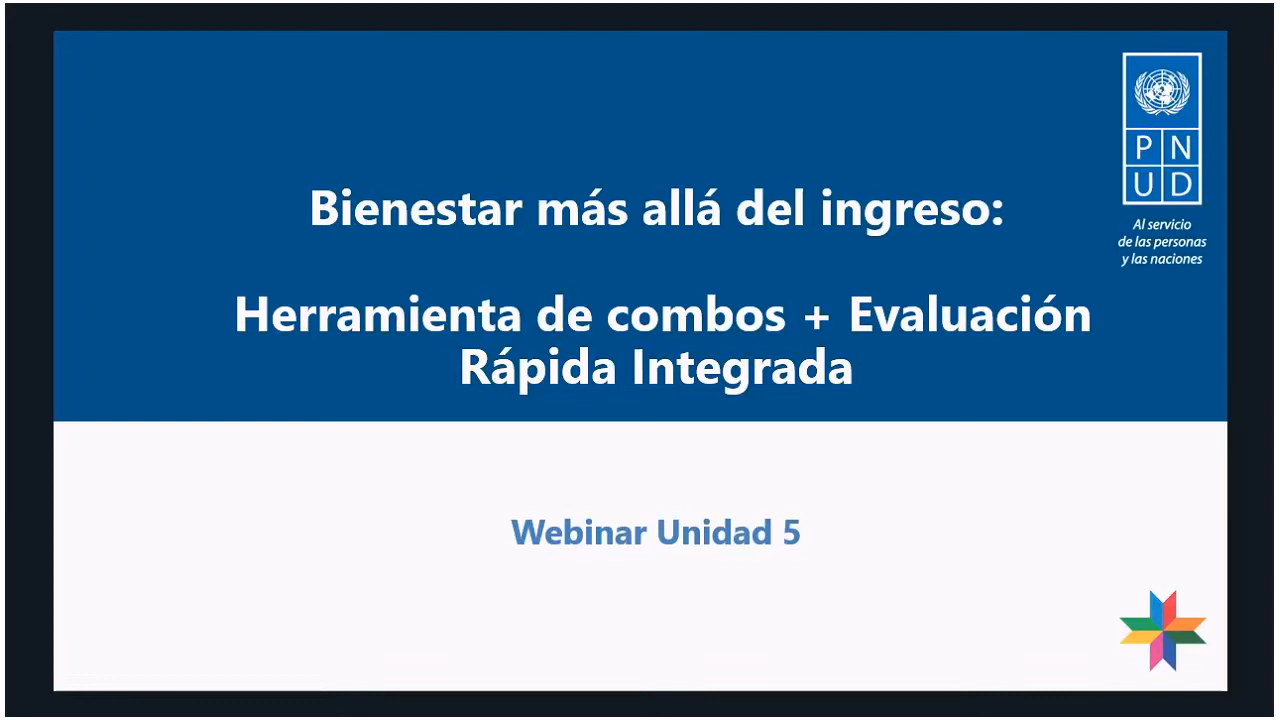 Bienestar más allá del ingreso:
Herramienta de combos + Evaluación
Rápida Integrada
P N
U D
Al servicio
de las personas
y las naciones
Webinar Unidad 5